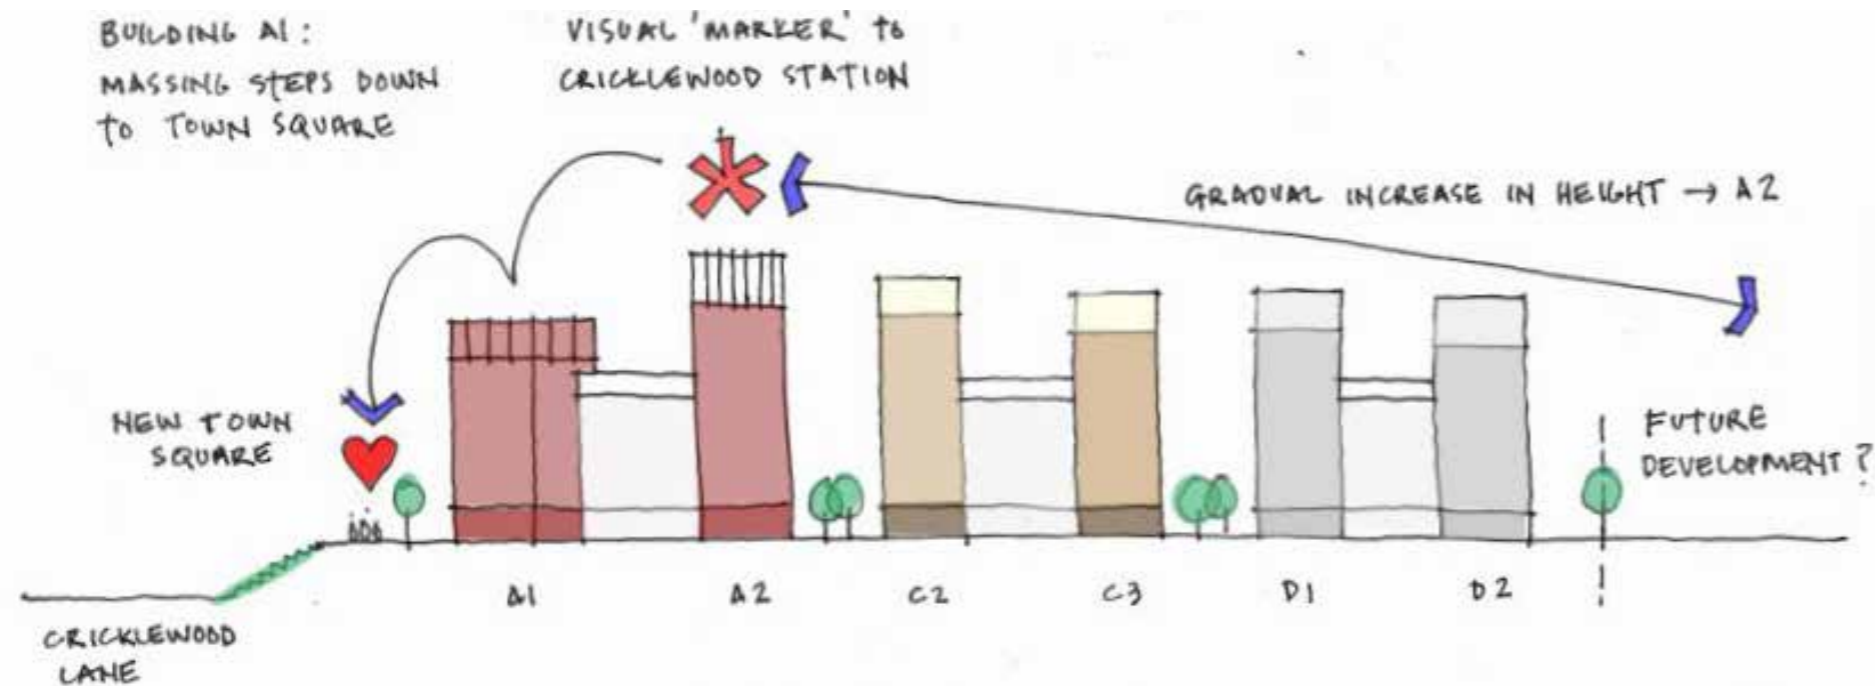 BUILDING A1:
MASSING STEPS DOWN
TO TOWN SQUARE
VISUAL 'MARKER' TO
CRICKLEWOOD STATION
GRADUAL INCREASE IN HEIGHT → A2
NEW TOWN
SQUARE
FUTURE
DEVELOPMENT?
A1 A2 C2 C3 D1 D2
CRICKLEWOOD
LANE